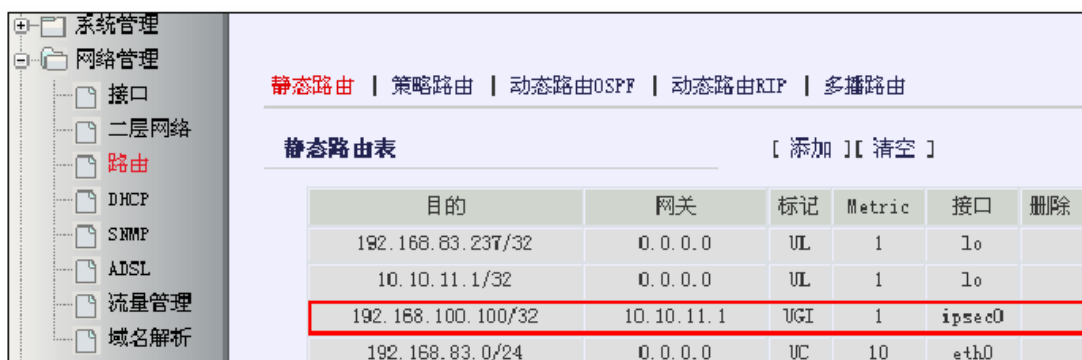 系统管理
网络管理
接口
二层网络
路由
DHCP
SNMP
ADSL
流量管理
域名解析
静态路由 | 策略路由 | 动态路由OSPF | 动态路由RIP | 多播路由
静态路由表 [ 添加 ][ 清空 ]
目的 网关 标记 Metric 接口 删除
192.168.83.237/32 0.0.0.0 UL 1 lo
10.10.11.1/32 0.0.0.0 UL 1 lo
192.168.100.100/32 10.10.11.1 UGI 1 ipsec0
192.168.83.0/24 0.0.0.0 UC 10 eth0